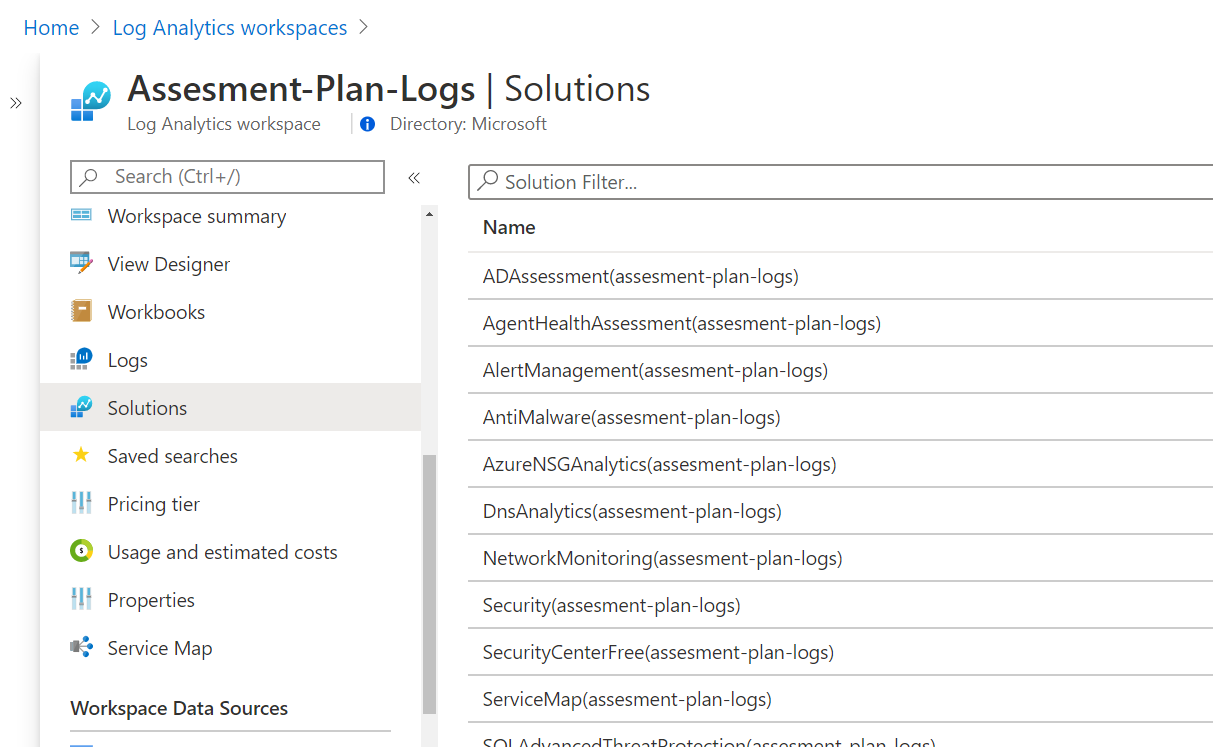 Home > Log Analytics workspaces >
»
Assesment-Plan-Logs | Solutions
Log Analytics workspace | Directory: Microsoft
Search (Ctrl+/)
«
Workspace summary
View Designer
Workbooks
Logs
Solutions
Saved searches
Pricing tier
Usage and estimated costs
Properties
Service Map
Workspace Data Sources
Solution Filter...
Name
ADAssessment(assesment-plan-logs)
AgentHealthAssessment(assesment-plan-logs)
AlertManagement(assesment-plan-logs)
AntiMalware(assesment-plan-logs)
AzureNSGAnalytics(assesment-plan-logs)
DnsAnalytics(assesment-plan-logs)
NetworkMonitoring(assesment-plan-logs)
Security(assesment-plan-logs)
SecurityCenterFree(assesment-plan-logs)
ServiceMap(assesment-plan-logs)
SQLAdvancedThreatProtection(assesment-plan-logs)